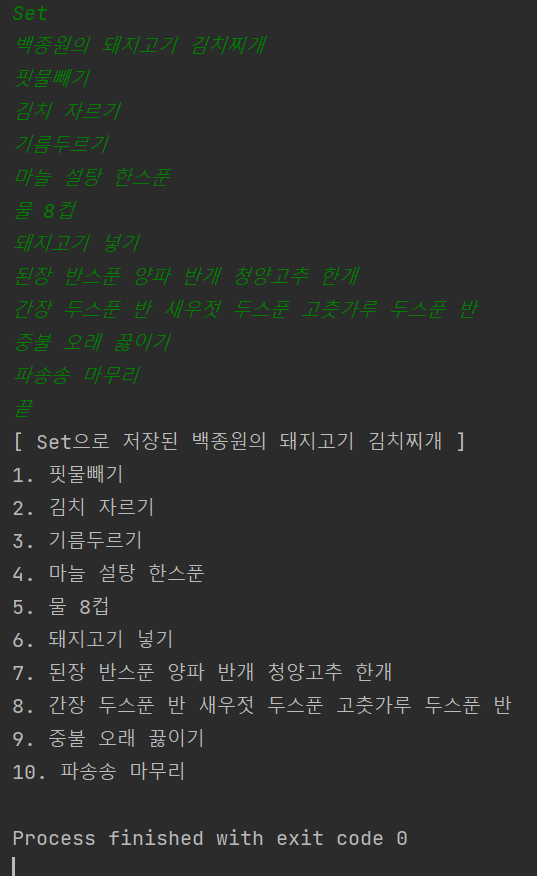 Set
백종원의 돼지고기 김치찌개
핏물빼기
김치 자르기
기름두르기
마늘 설탕 한스푼
물 8컵
돼지고기 넣기
된장 반스푼 양파 반개 청양고추 한개
간장 두스푼 반 새우젓 두스푼 고춧가루 두스푼 반
중불 오래 끓이기
파송송 마무리
끝
[ Set으로 저장된 백종원의 돼지고기 김치찌개 ]
1. 핏물빼기
2. 김치 자르기
3. 기름두르기
4. 마늘 설탕 한스푼
5. 물 8컵
6. 돼지고기 넣기
7. 된장 반스푼 양파 반개 청양고추 한개
8. 간장 두스푼 반 새우젓 두스푼 고춧가루 두스푼 반
9. 중불 오래 끓이기
10. 파송송 마무리
Process finished with exit code 0